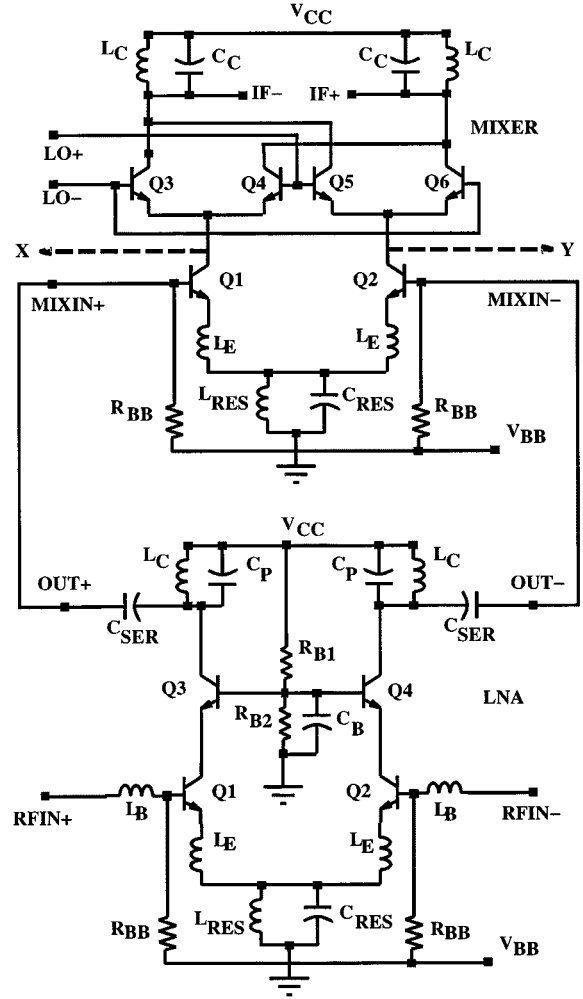 VCC
LC CC CC LC
IF− IF+
MIXER
LO+
LO−
Q3 Q4 Q5 Q6
X Y
Q1 Q2
MIXIN+ MIXIN−
LE LE
LRES CRES
RBB RBB
VBB
VCC
LC CP CP LC
OUT+ OUT−
CSER CSER
RB1
Q3 Q4
RB2 CB
LNA
Q1 Q2
RFIN+ LB LB RFIN−
LE LE
LRES CRES
RBB RBB
VBB